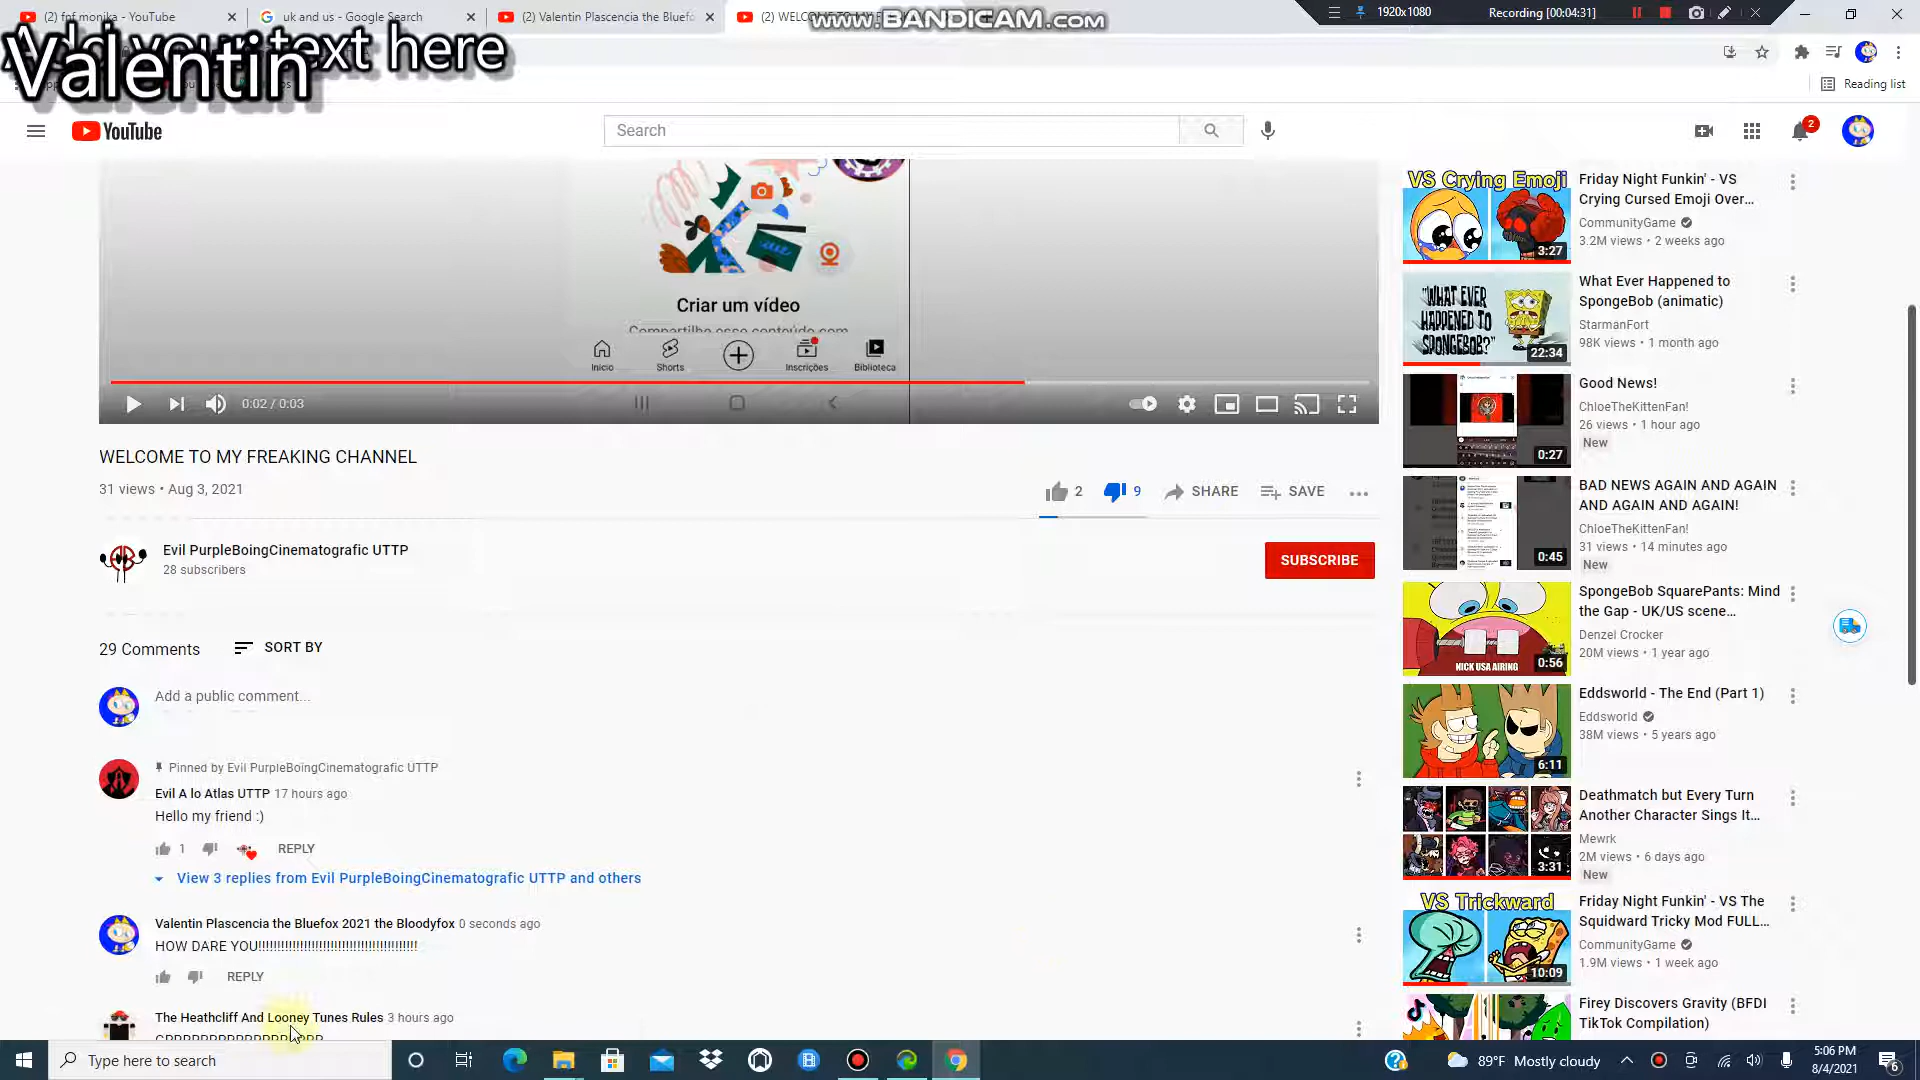 (2) fnf monika - YouTube
uk and us - Google Search
(2) Valentin Plascencia the Bluef
(2) WELCOME TO MY
www.BANDICAM.com
1920x1080
Recording [00:04:31]
text here
Valentin
Reading list
YouTube
Search
2
Criar um vídeo
Compartilhe esse conteúdo com
Início
Shorts
Inscrições
Biblioteca
0:02 / 0:03
WELCOME TO MY FREAKING CHANNEL
31 views • Aug 3, 2021
2
9
SHARE
SAVE
Evil PurpleBoingCinematografic UTTP
28 subscribers
SUBSCRIBE
29 Comments
SORT BY
Add a public comment...
Pinned by Evil PurpleBoingCinematografic UTTP
Evil A lo Atlas UTTP 17 hours ago
Hello my friend :)
1
REPLY
View 3 replies from Evil PurpleBoingCinematografic UTTP and others
Valentin Plascencia the Bluefox 2021 the Bloodyfox 0 seconds ago
HOW DARE YOU!!!!!!!!!!!!!!!!!!!!!!!!!!!!!!!!!!!!!!!!!!
REPLY
The Heathcliff And Looney Tunes Rules 3 hours ago
VS Crying Emoji
3:27
Friday Night Funkin' - VS
Crying Cursed Emoji Over...
CommunityGame
3.2M views • 2 weeks ago
"WHAT EVER
HAPPENED TO
SPONGEBOB?"
22:34
What Ever Happened to
SpongeBob (animatic)
StarmanFort
98K views • 1 month ago
0:27
Good News!
ChloeTheKittenFan!
26 views • 1 hour ago
New
0:45
BAD NEWS AGAIN AND AGAIN
AND AGAIN AND AGAIN!
ChloeTheKittenFan!
31 views • 14 minutes ago
New
NICK USA AIRING
0:56
SpongeBob SquarePants: Mind
the Gap - UK/US scene...
Denzel Crocker
20M views • 1 year ago
6:11
Eddsworld - The End (Part 1)
Eddsworld
38M views • 5 years ago
3:31
Deathmatch but Every Turn
Another Character Sings It...
Mewrk
2M views • 6 days ago
New
VS Trickward
10:09
Friday Night Funkin' - VS The
Squidward Tricky Mod FULL...
CommunityGame
1.9M views • 1 week ago
Firey Discovers Gravity (BFDI
TikTok Compilation)
Type here to search
89°F Mostly cloudy
5:06 PM
8/4/2021
6